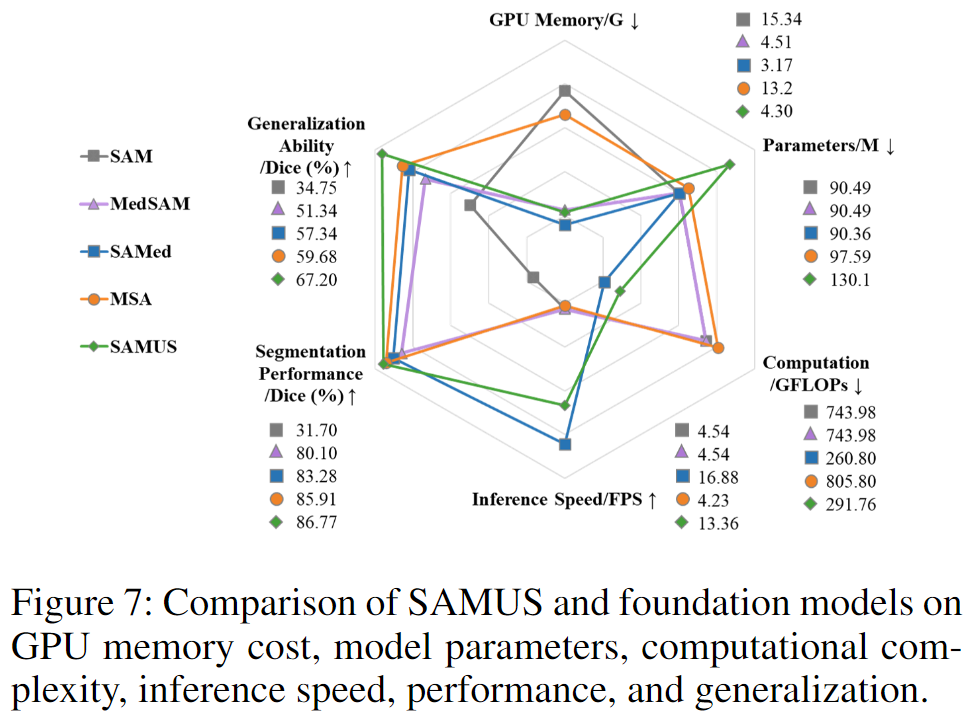 GPU Memory/G ↓
15.34
4.51
3.17
13.2
4.30
Generalization
Ability
/Dice (%) ↑
34.75
51.34
57.34
59.68
67.20
Parameters/M ↓
90.49
90.49
90.36
97.59
130.1
SAM
MedSAM
SAMed
MSA
SAMUS
Segmentation
Performance
/Dice (%) ↑
31.70
80.10
83.28
85.91
86.77
Computation
/GFLOPs ↓
743.98
743.98
260.80
805.80
291.76
Inference Speed/FPS ↑
4.54
4.54
16.88
4.23
13.36
Figure 7: Comparison of SAMUS and foundation models on
GPU memory cost, model parameters, computational com-
plexity, inference speed, performance, and generalization.